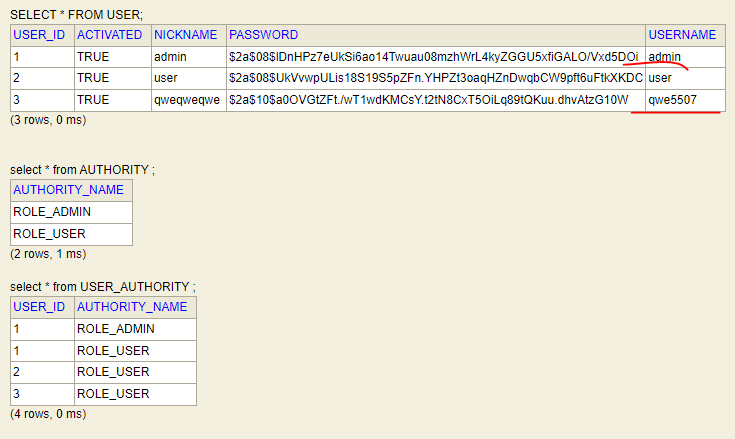 SELECT * FROM USER;
USER_ID ACTIVATED NICKNAME PASSWORD USERNAME
1 TRUE admin $2a$08$lDnHPz7eUkSi6ao14Twuau08mzhWrL4kyZGGU5xfiGALO/Vxd5DOi admin
2 TRUE user $2a$08$UkVvwpULis18S19S5pZFn.YHPZt3oaqHZnDwqbCW9pft6uFtkXKDC user
3 TRUE qweqweqwe $2a$10$a0OVGtZFt./wT1wdKMCsY.t2tN8CxT5OiLq89tQKuu.dhvAtzG10W qwe5507
(3 rows, 0 ms)
select * from AUTHORITY ;
AUTHORITY_NAME
ROLE_ADMIN
ROLE_USER
(2 rows, 1 ms)
select * from USER_AUTHORITY ;
USER_ID AUTHORITY_NAME
1 ROLE_ADMIN
1 ROLE_USER
2 ROLE_USER
3 ROLE_USER
(4 rows, 0 ms)